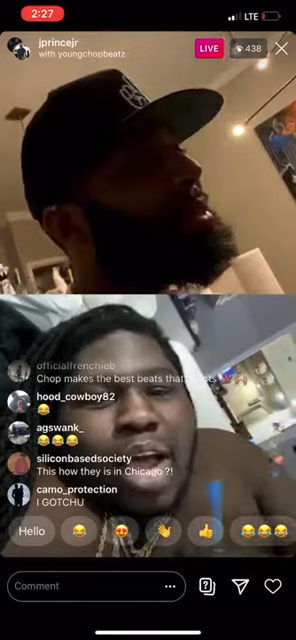 2:27
LTE
jprincejr
with youngchopbeatz
LIVE
438
officialfrenchieb
Chop makes the best beats that
hood_cowboy82
agswank_
siliconbasedsociety
This how they is in Chicago ?!
camo_protection
I GOTCHU
Hello
Comment